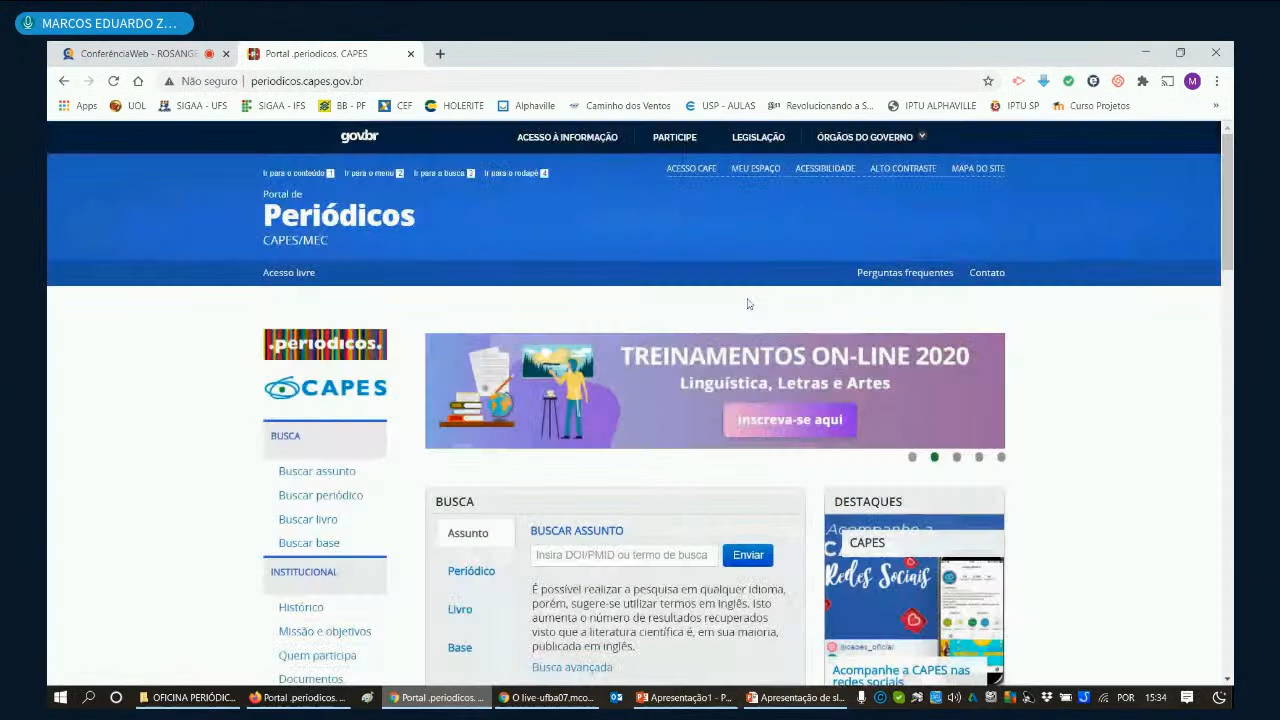 MARCOS EDUARDO Z...
ConferênciaWeb - ROSANGE
Portal .periodicos. CAPES
Não seguro | periodicos.capes.gov.br
Apps UOL SIGAA - UFS SIGAA - IFS BB - PF CEF HOLERITE Alphaville Caminho dos Ventos USP - AULAS Revolucionando a S... IPTU ALPHAVILLE IPTU SP Curso Projetos »
gov.br ACESSO À INFORMAÇÃO PARTICIPE LEGISLAÇÃO ÓRGÃOS DO GOVERNO
Ir para o conteúdo 1 Ir para o menu 2 Ir para a busca 3 Ir para o rodapé 4
ACESSO CAFE MEU ESPAÇO ACESSIBILIDADE ALTO CONTRASTE MAPA DO SITE
Portal de
Periódicos
CAPES/MEC
Acesso livre
Perguntas frequentes Contato
.periodicos.
CAPES
TREINAMENTOS ON-LINE 2020
Linguística, Letras e Artes
Inscreva-se aqui
BUSCA
Buscar assunto
Buscar periódico
Buscar livro
Buscar base
INSTITUCIONAL
Histórico
Missão e objetivos
Quem participa
Documentos
BUSCA
Assunto
Periódico
Livro
Base
BUSCAR ASSUNTO
Insira DOI/PMID ou termo de busca
Enviar
É possível realizar a pesquisa em qualquer idioma,
porém, sugere-se utilizar termos em inglês. Isto
aumenta o número de resultados recuperados
visto que a literatura científica é, em sua maioria,
publicada em inglês.
Busca avançada
DESTAQUES
Acompanhe a
CAPES
Redes Sociais
@capes_oficial
Acompanhe a CAPES nas
redes sociais
OFICINA PERIÓDIC... Portal .periodicos. ... Portal .periodicos. ... O live-ufba07.mco... Apresentação1 - P... Apresentação de sl... POR 15:34